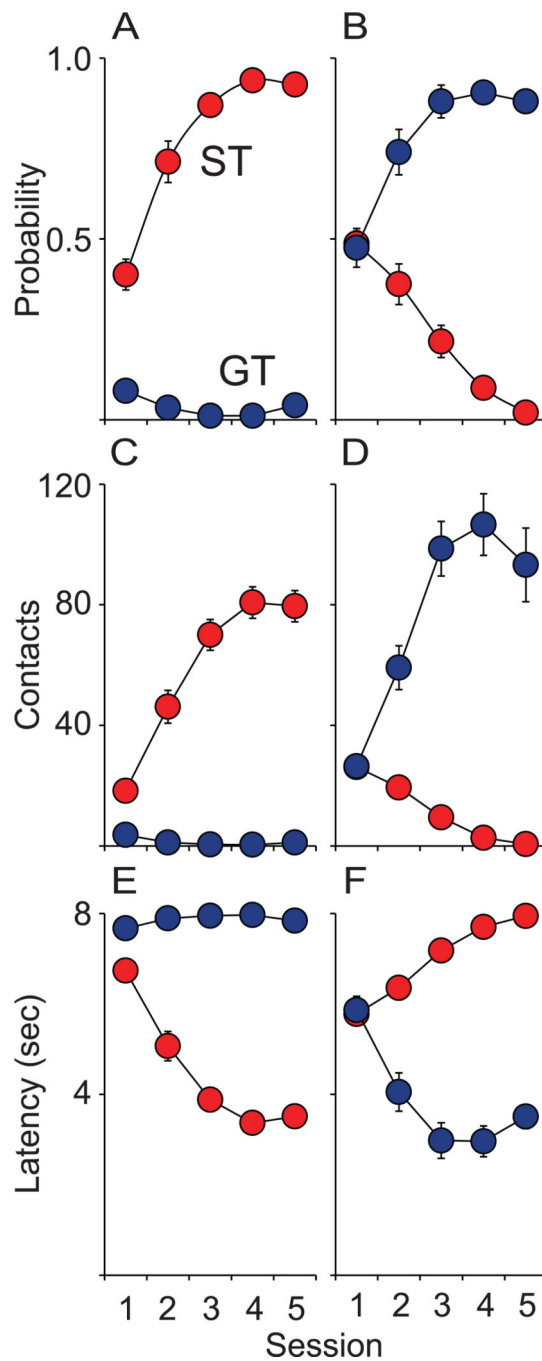 A B
1.0
ST
Probability
0.5
GT
C D
120
80
Contacts
40
E F
8
Latency (sec)
4
1 2 3 4 5 1 2 3 4 5
Session